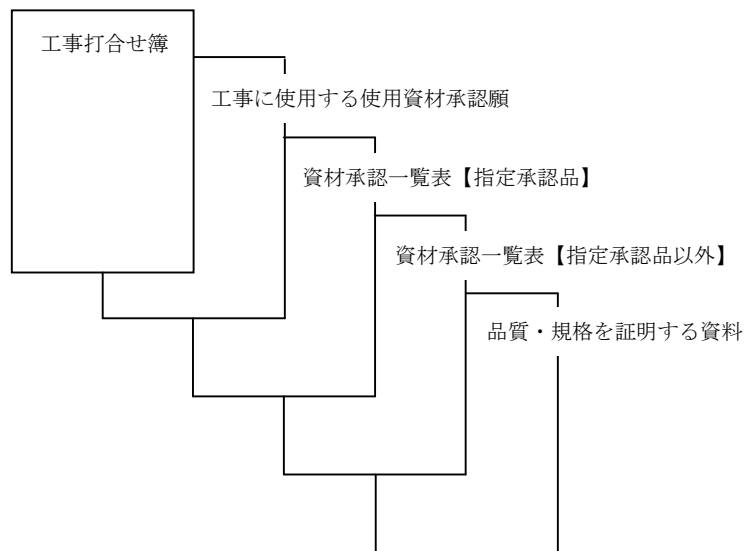 工事打合せ簿
工事に使用する使用資材承認願
資材承認一覧表【指定承認品】
資材承認一覧表【指定承認品以外】
品質・規格を証明する資料